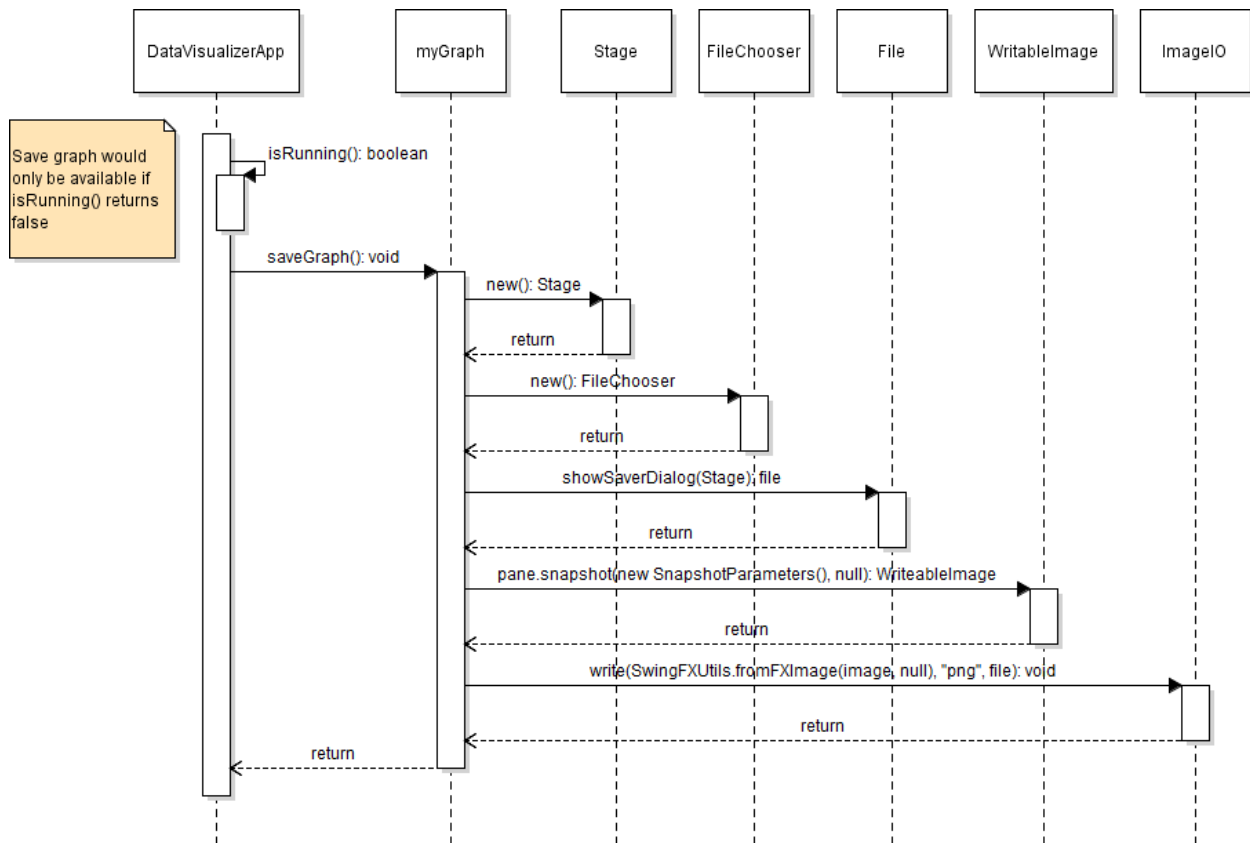 DataVisualizerApp
myGraph
Stage
FileChooser
File
WritableImage
ImageIO
Save graph would
only be available if
isRunning() returns
false
isRunning(): boolean
saveGraph(): void
new(): Stage
return
new(): FileChooser
return
showSaverDialog(Stage): file
return
pane.snapshot(new SnapshotParameters(), null): WriteableImage
return
write(SwingFXUtils.fromFXImage(image, null), "png", file): void
return
return